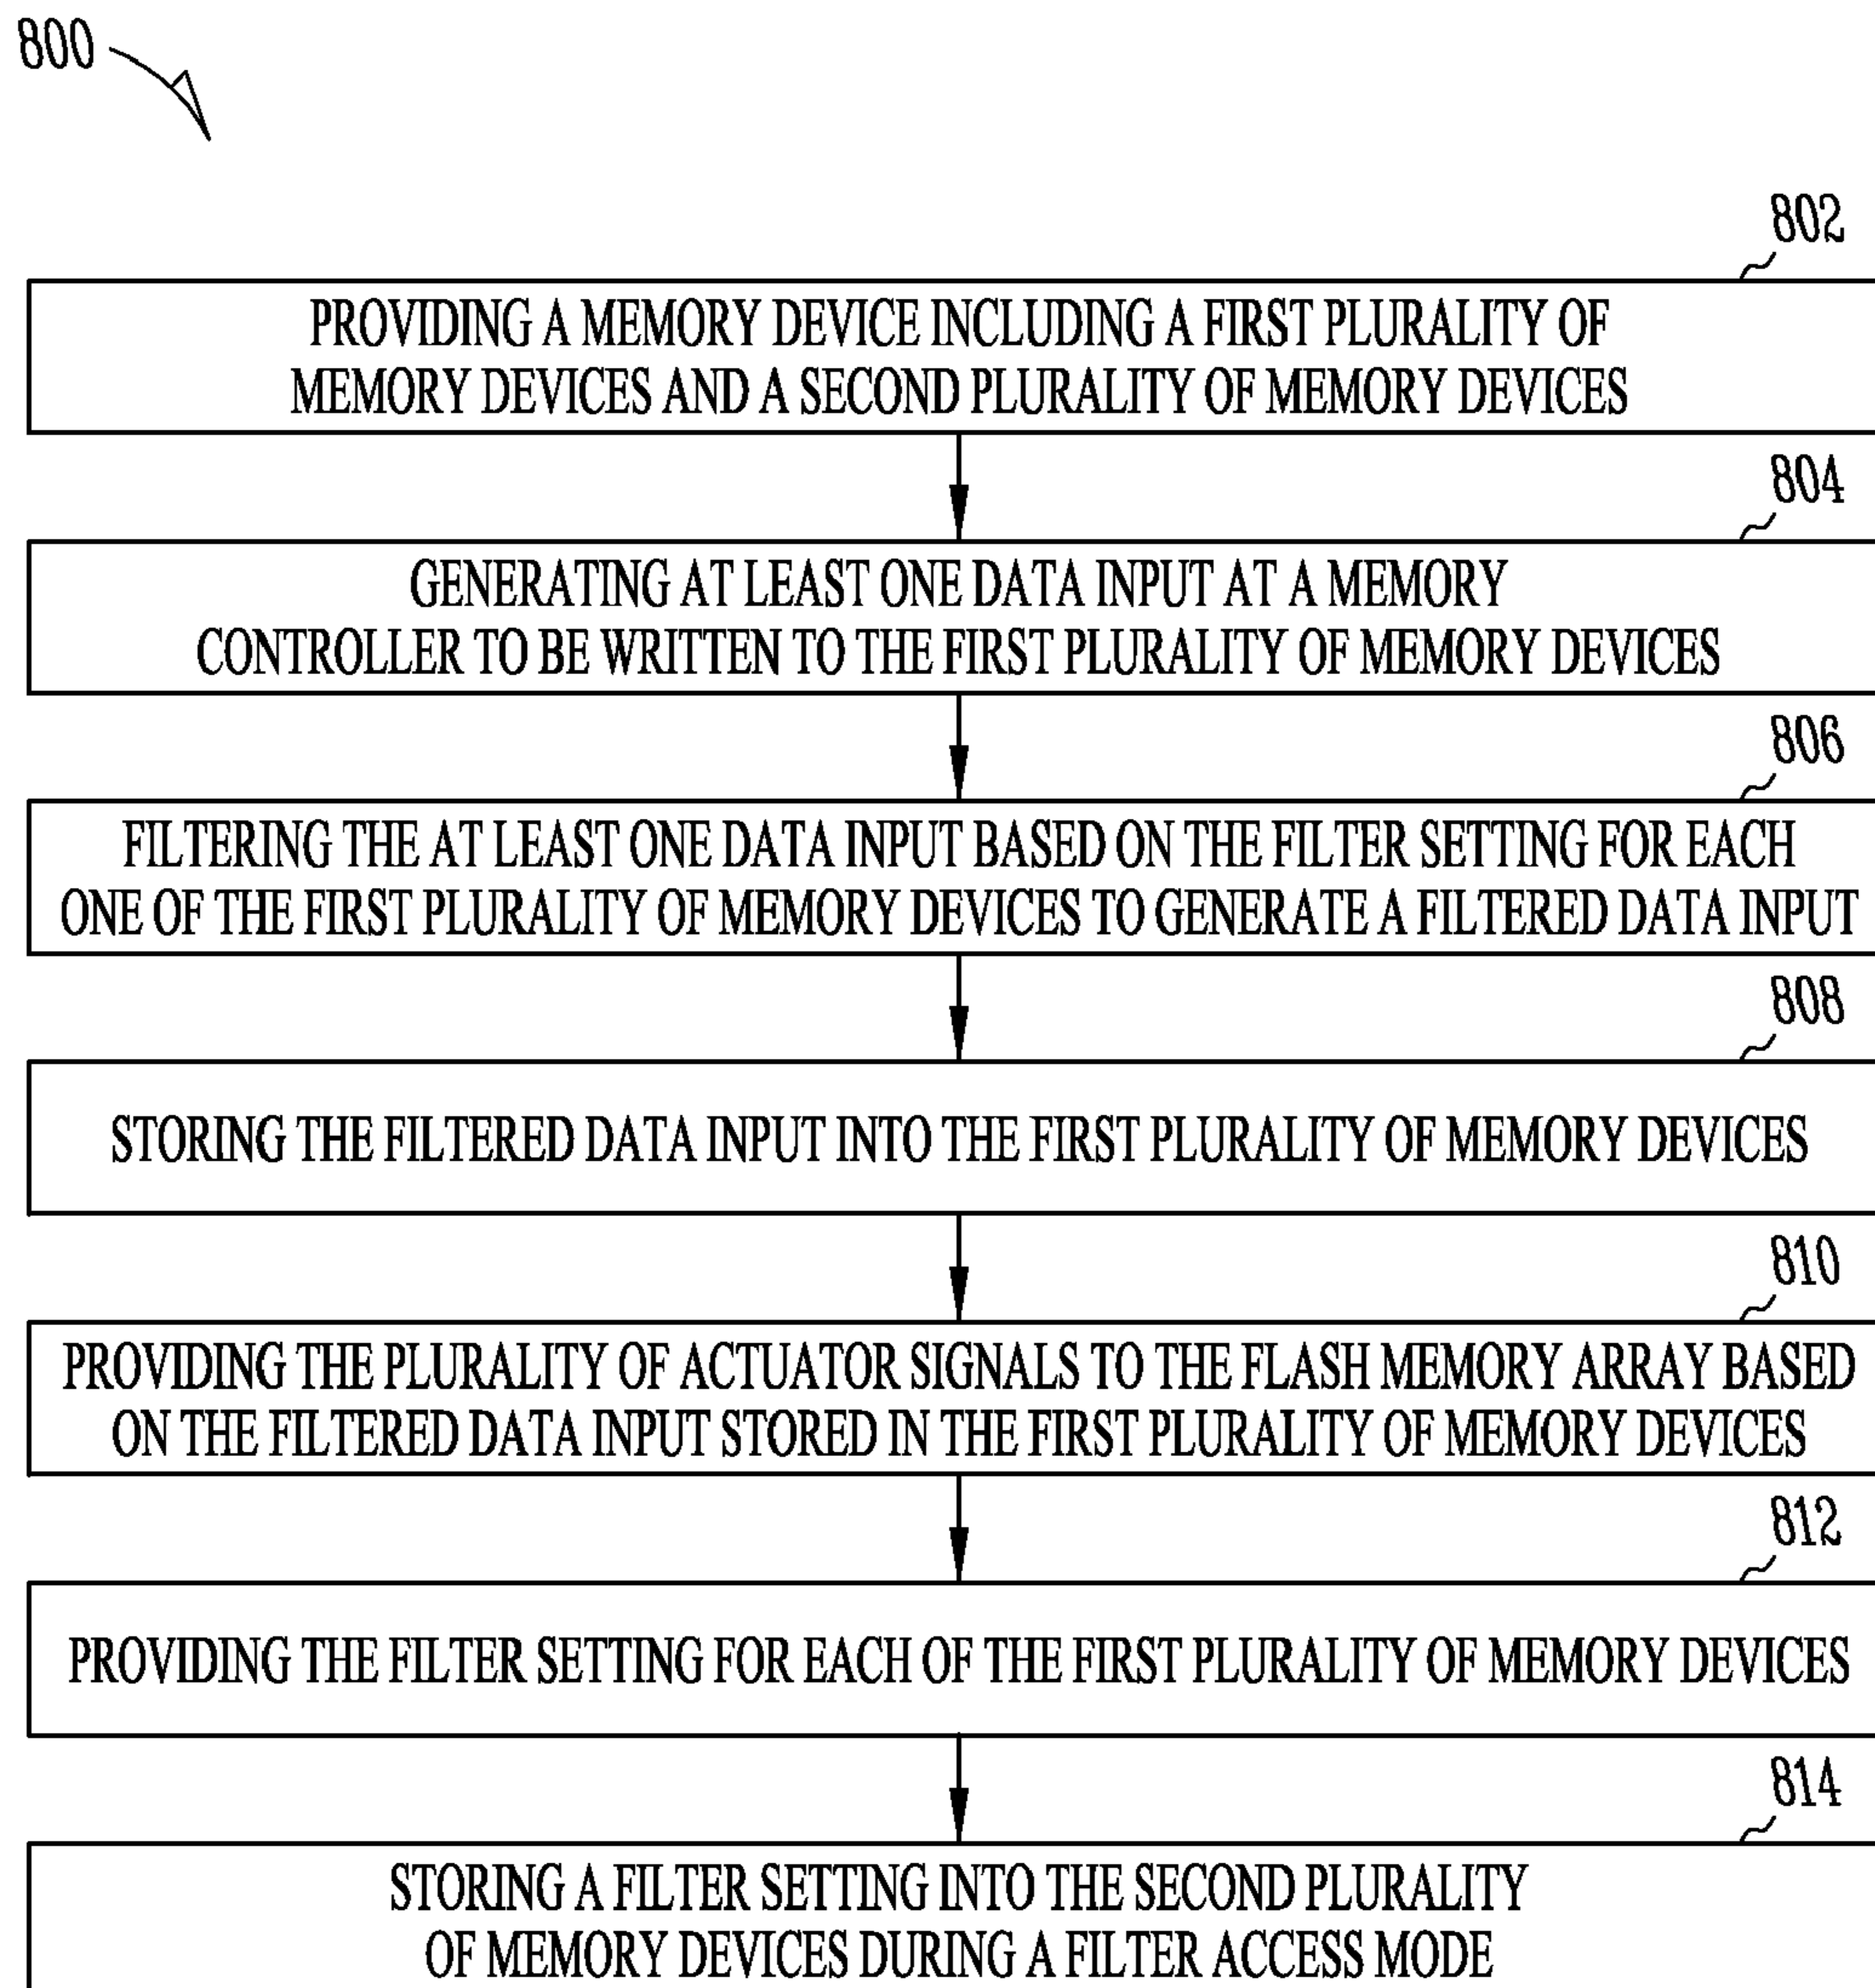 800
802
PROVIDING A MEMORY DEVICE INCLUDING A FIRST PLURALITY OF
MEMORY DEVICES AND A SECOND PLURALITY OF MEMORY DEVICES
804
GENERATING AT LEAST ONE DATA INPUT AT A MEMORY
CONTROLLER TO BE WRITTEN TO THE FIRST PLURALITY OF MEMORY DEVICES
806
FILTERING THE AT LEAST ONE DATA INPUT BASED ON THE FILTER SETTING FOR EACH
ONE OF THE FIRST PLURALITY OF MEMORY DEVICES TO GENERATE A FILTERED DATA INPUT
808
STORING THE FILTERED DATA INPUT INTO THE FIRST PLURALITY OF MEMORY DEVICES
810
PROVIDING THE PLURALITY OF ACTUATOR SIGNALS TO THE FLASH MEMORY ARRAY BASED
ON THE FILTERED DATA INPUT STORED IN THE FIRST PLURALITY OF MEMORY DEVICES
812
PROVIDING THE FILTER SETTING FOR EACH OF THE FIRST PLURALITY OF MEMORY DEVICES
814
STORING A FILTER SETTING INTO THE SECOND PLURALITY
OF MEMORY DEVICES DURING A FILTER ACCESS MODE